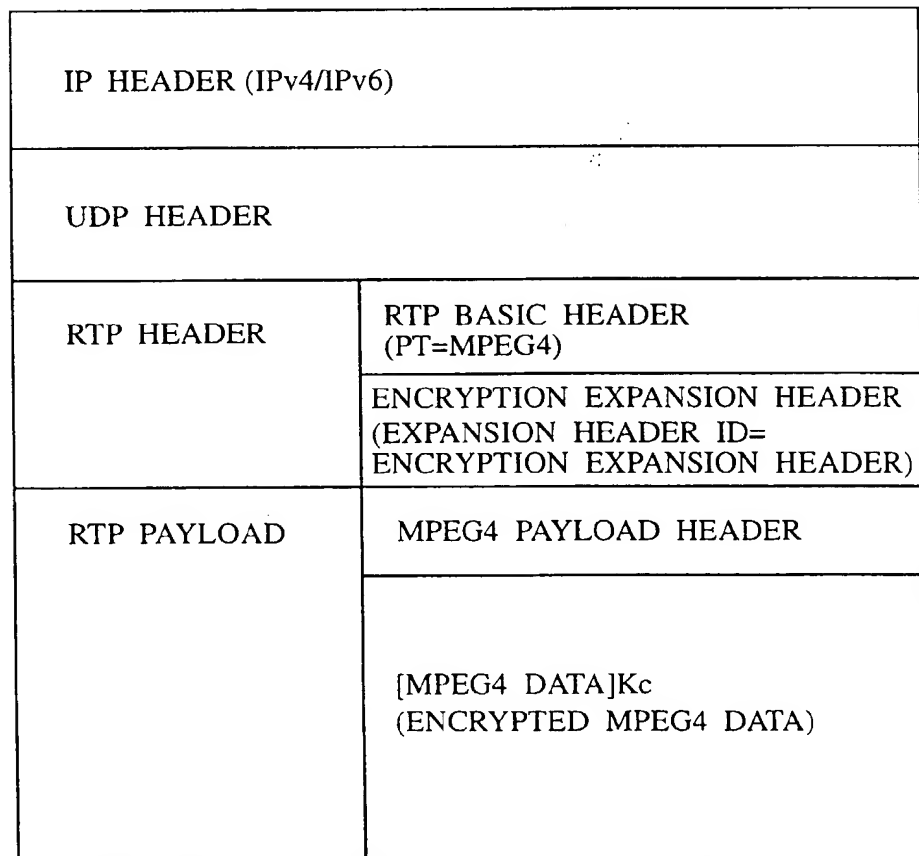 IP HEADER (IPv4/IPv6)
UDP HEADER
RTP HEADER
RTP BASIC HEADER
(PT=MPEG4)
ENCRYPTION EXPANSION HEADER
(EXPANSION HEADER ID=
ENCRYPTION EXPANSION HEADER)
RTP PAYLOAD
MPEG4 PAYLOAD HEADER
[MPEG4 DATA]Kc
(ENCRYPTED MPEG4 DATA)